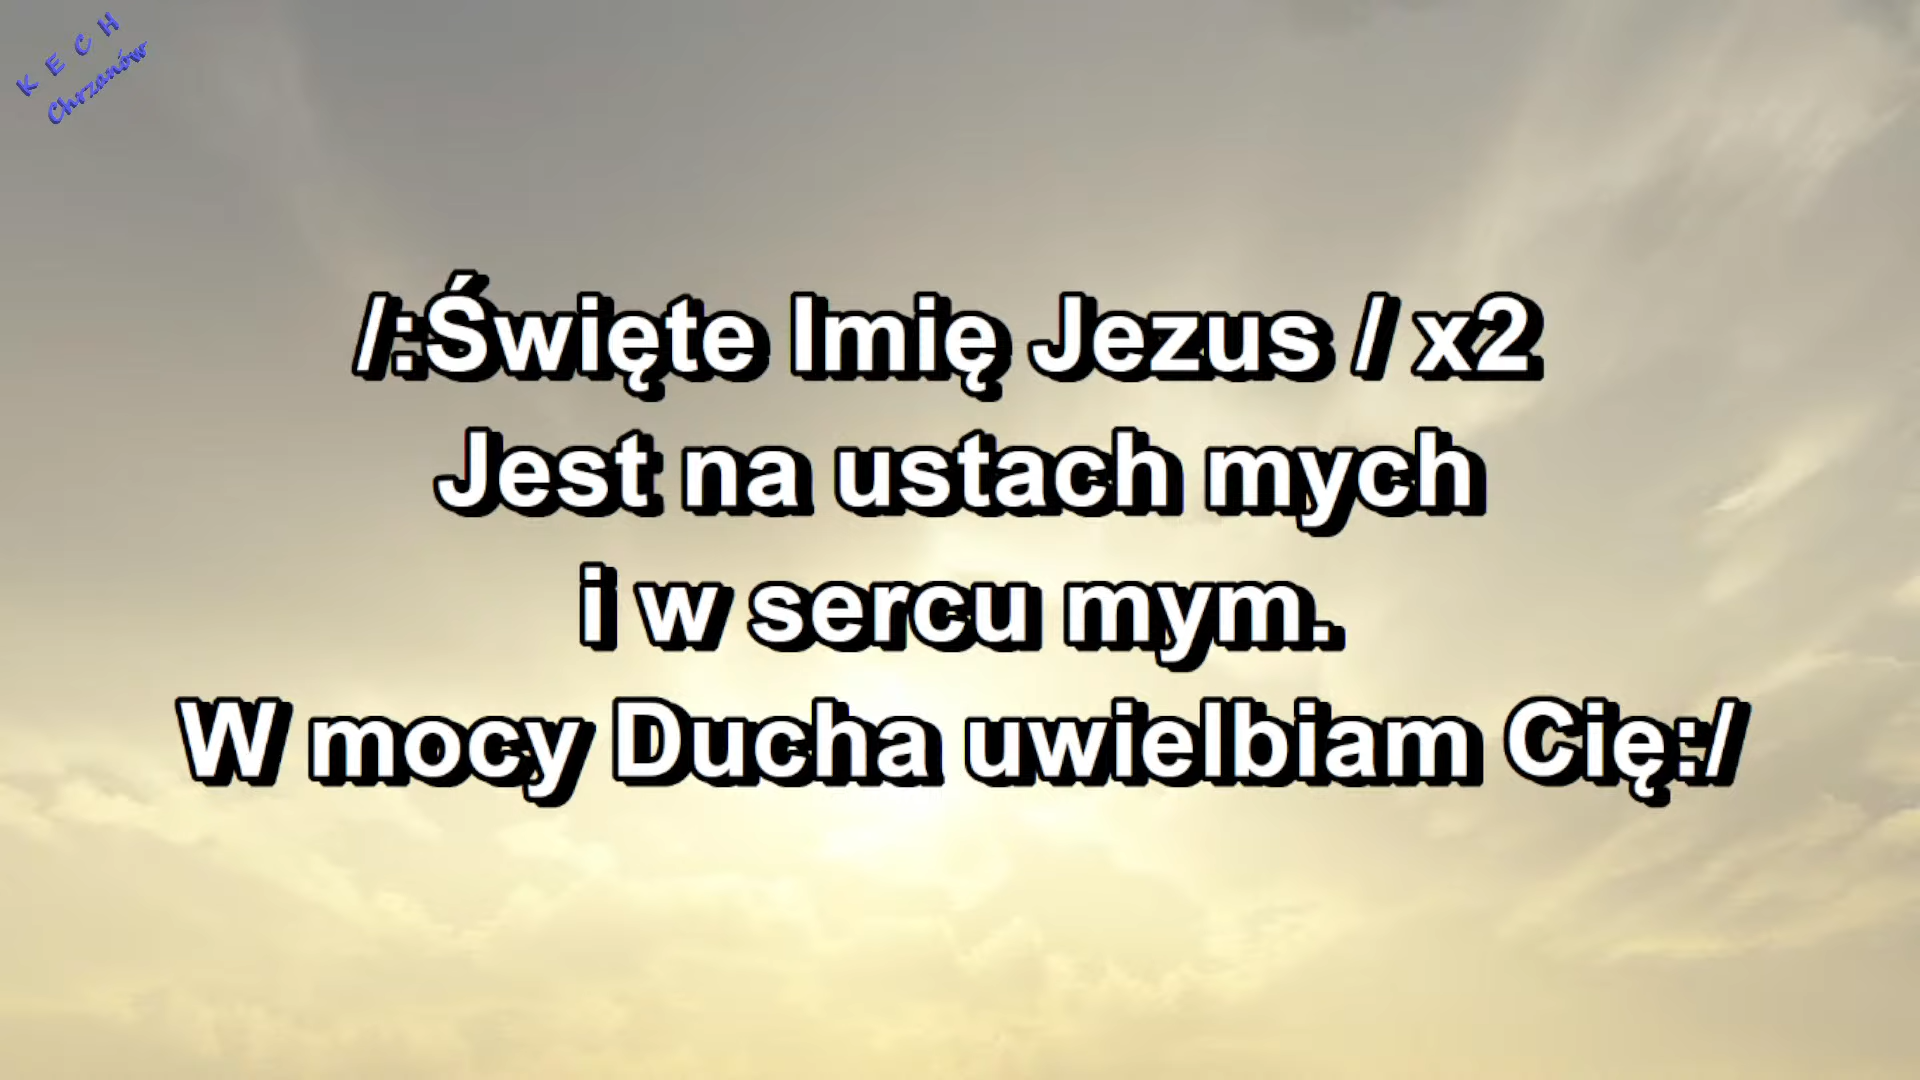 K E C H
Chrzanów
/:Święte Imię Jezus / x2
Jest na ustach mych
i w sercu mym.
W mocy Ducha uwielbiam Cię:/